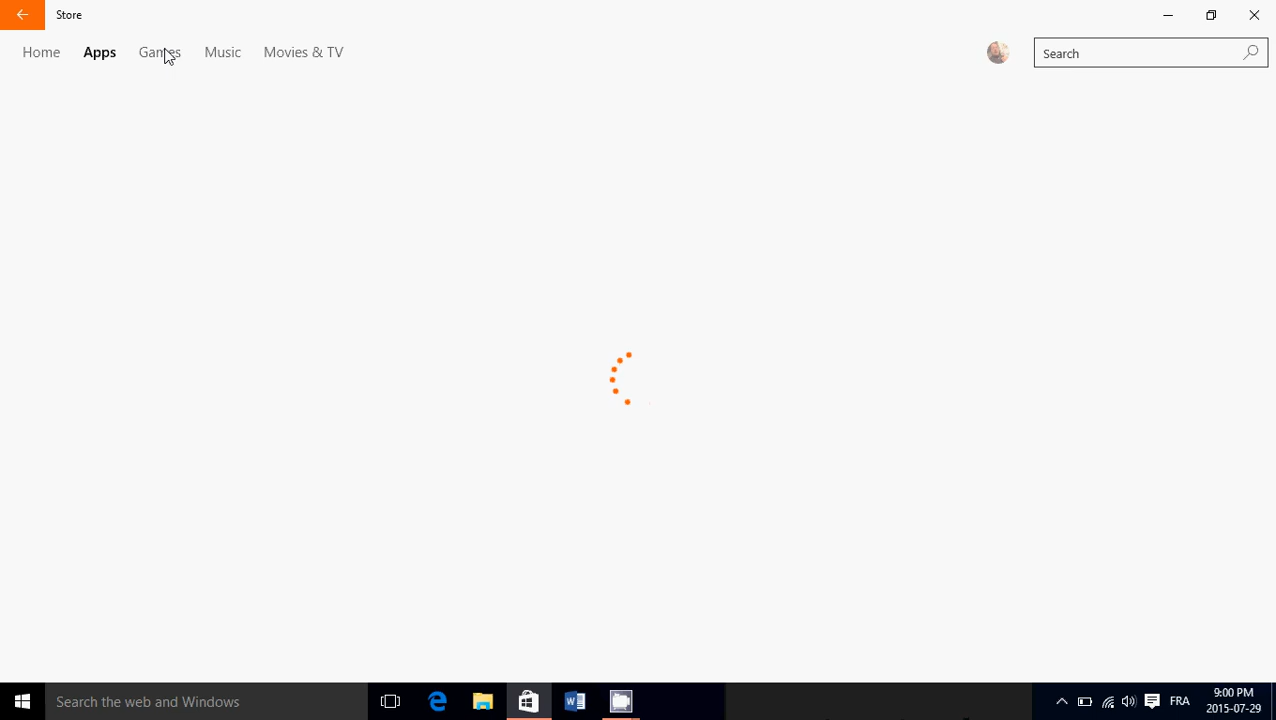 Store
Home Apps Games Music Movies & TV Search
Search the web and Windows
FRA
9:00 PM
2015-07-29